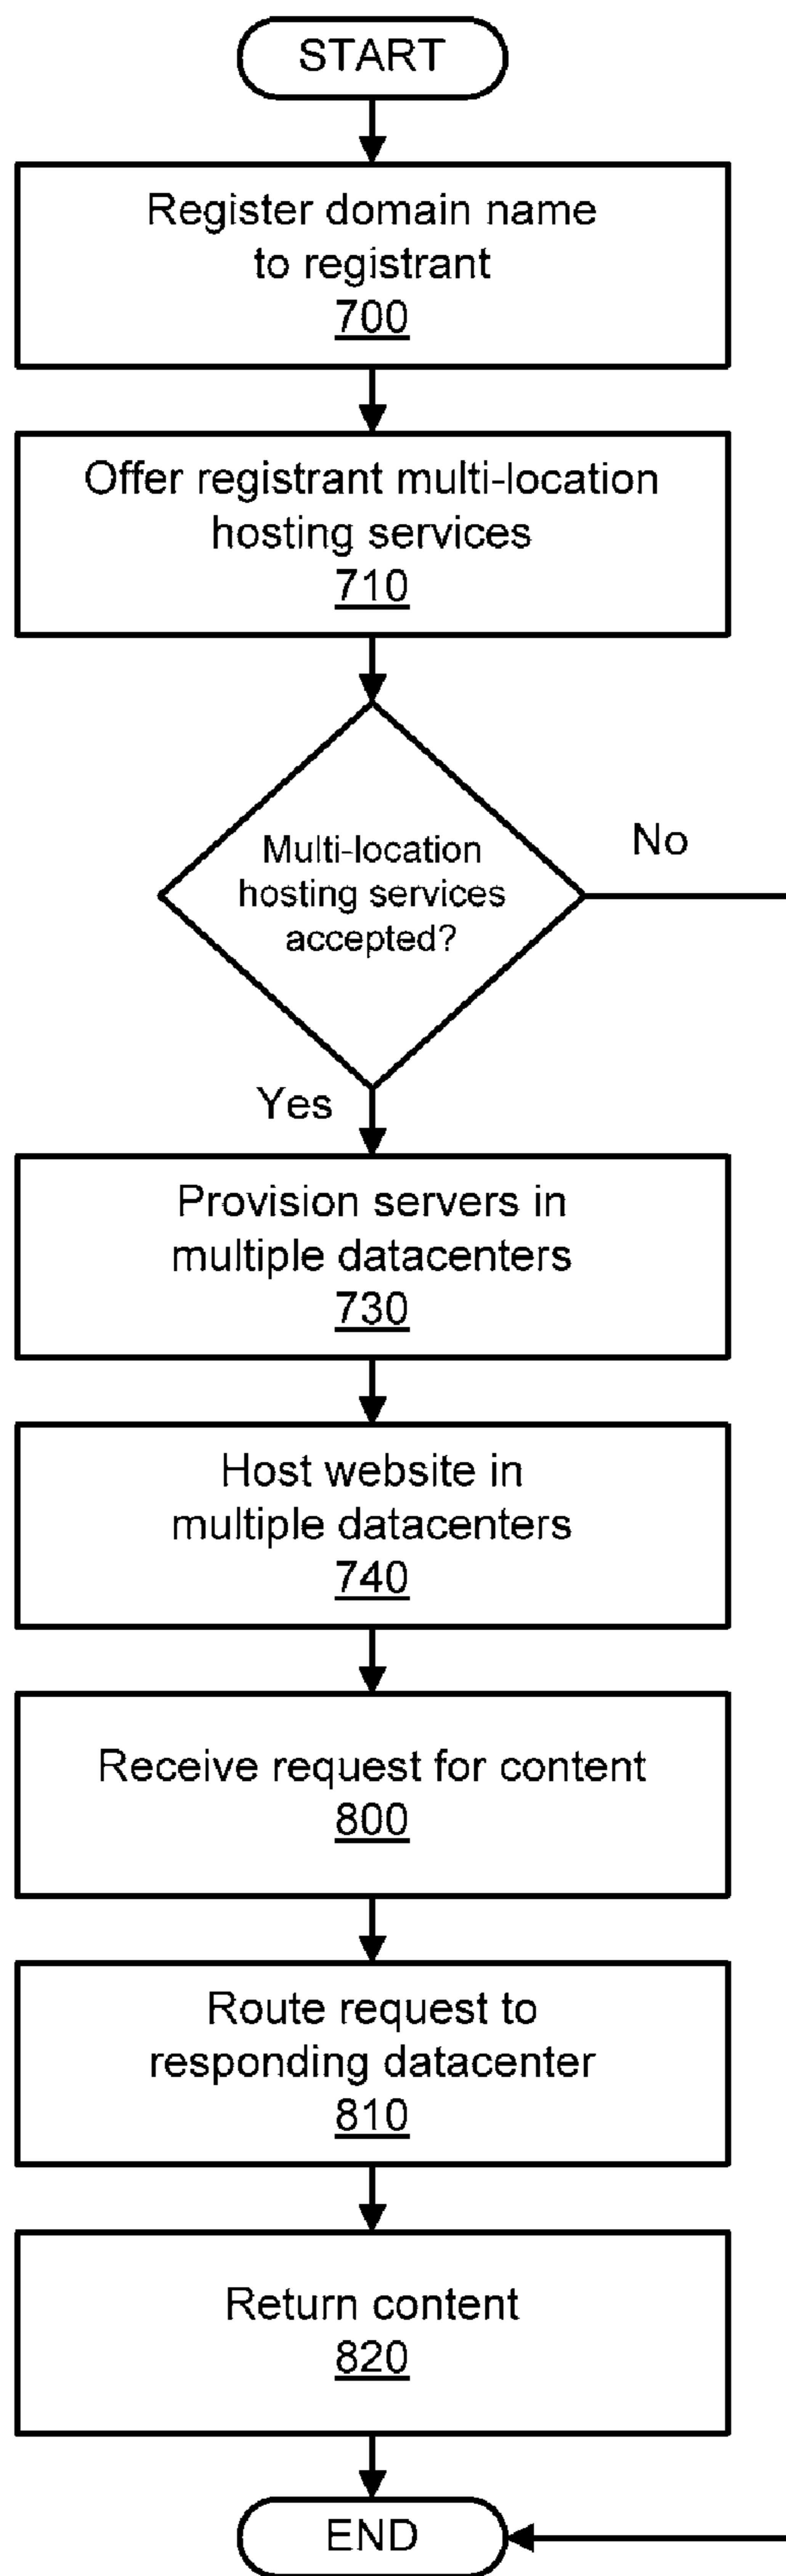 START
Register domain name
to registrant
700
Offer registrant multi-location
hosting services
710
Multi-location
hosting services
accepted?
No
Yes
Provision servers in
multiple datacenters
730
Host website in
multiple datacenters
740
Receive request for content
800
Route request to
responding datacenter
810
Return content
820
END